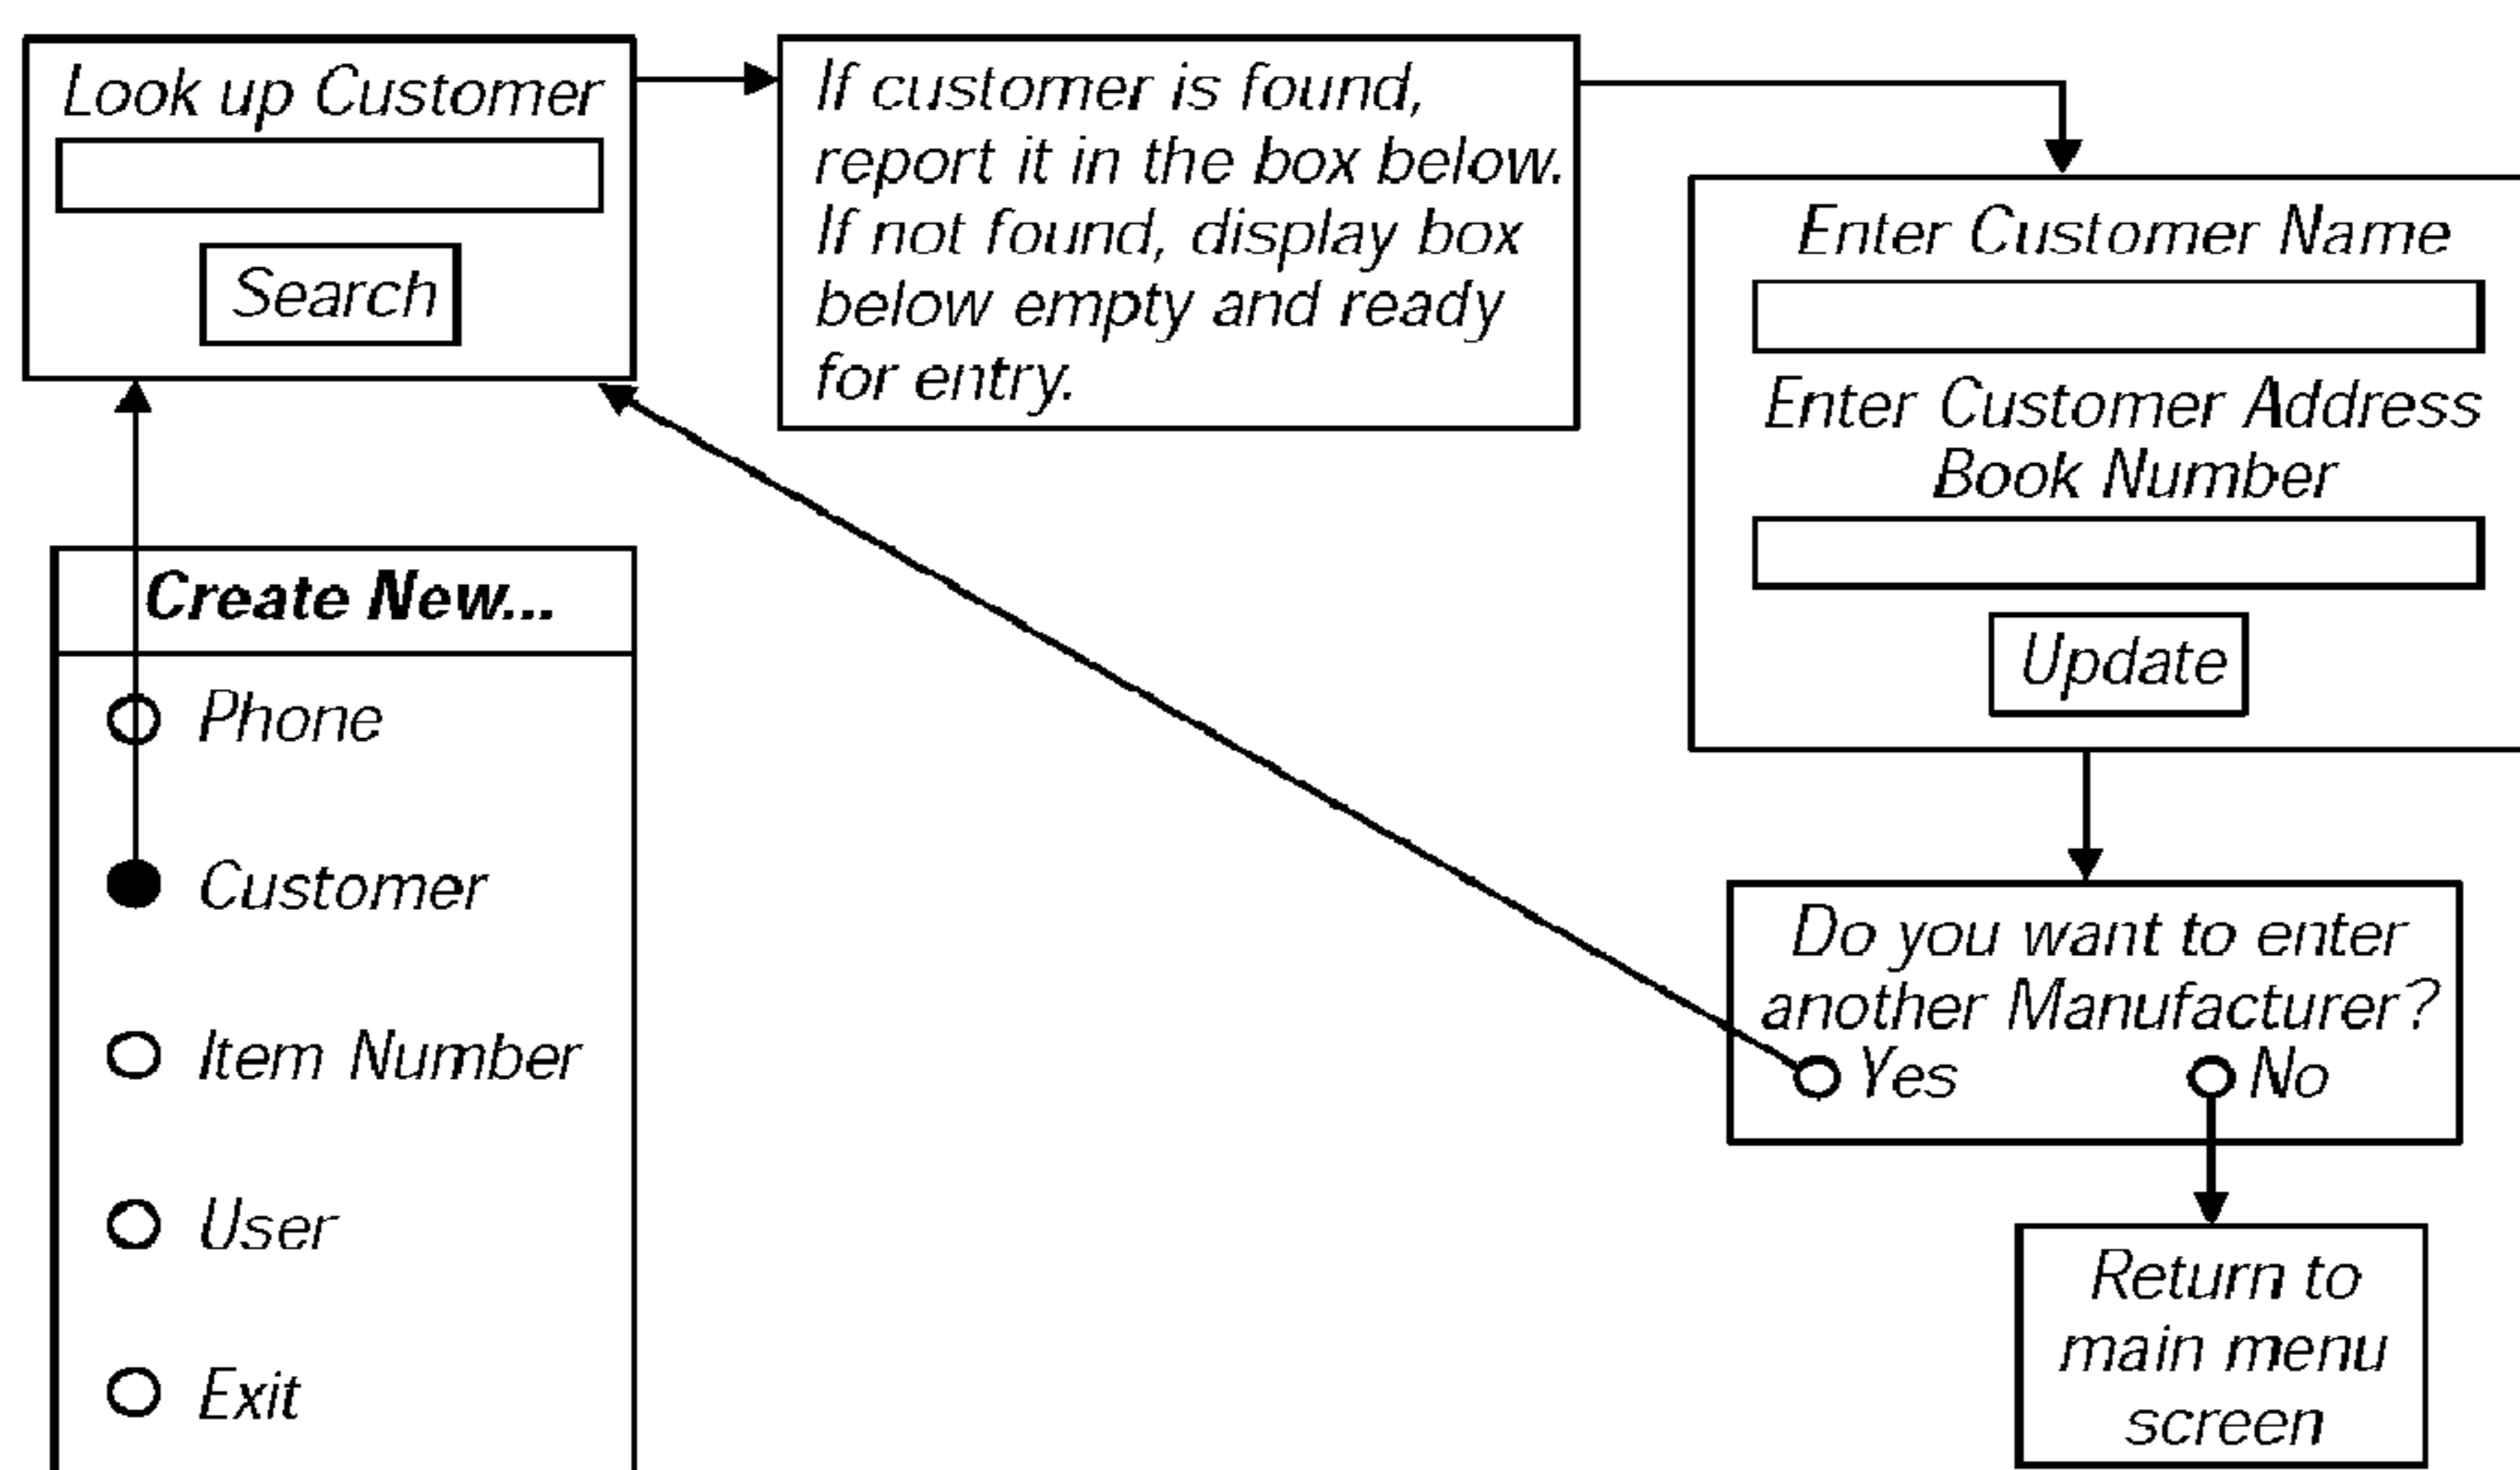 Look up Customer
Search
If customer is found,
report it in the box below.
If not found, display box
below empty and ready
for entry.
Enter Customer Name
Enter Customer Address
Book Number
Update
Create New...
Phone
Customer
Item Number
User
Exit
Do you want to enter
another Manufacturer?
Yes No
Return to
main menu
screen